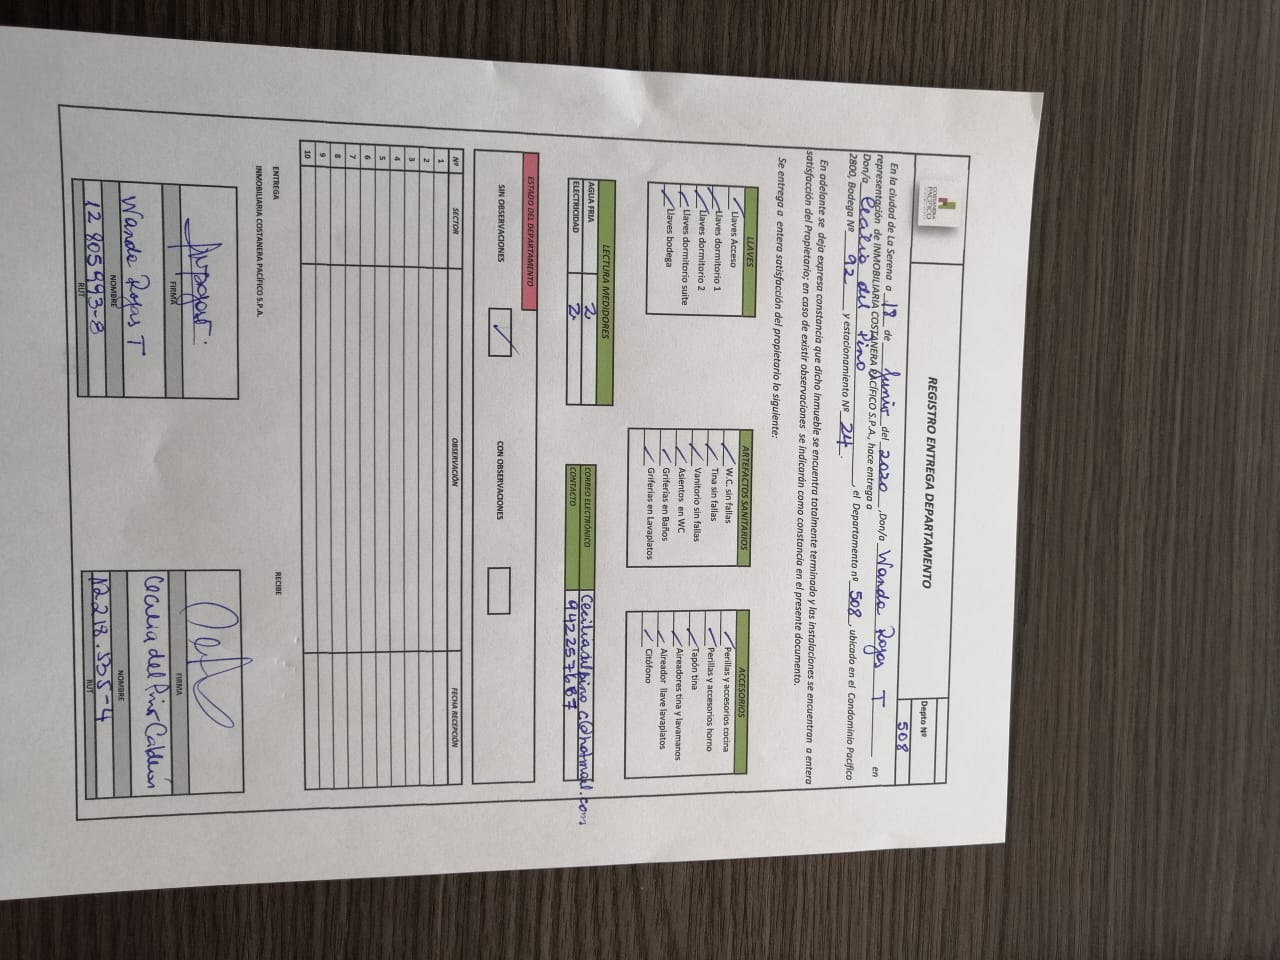 COSTANERA
PACÍFICO
REGISTRO ENTREGA DEPARTAMENTO
Depto Nº
508
En la ciudad de La Serena a 18 de Junio del 2020 ,Don/a Wanda Rojas T en
representación de INMOBILIARIA COSTANERA PACÍFICO S.P.A., hace entrega a
Don/a Cecilia del Pino , el Departamento nº 508, ubicado en el Condominio Pacífico
2800, Bodega Nº 92 y estacionamiento Nº 24.
En adelante se deja expresa constancia que dicho Inmueble se encuentra totalmente terminado y las instalaciones se encuentran a entera
satisfacción del Propietario; en caso de existir observaciones se indicarán como constancia en el presente documento.
Se entrega a entera satisfacción del propietario lo siguiente:
LLAVES
✓ Llaves Acceso
✓ Llaves dormitorio 1
✓ Llaves dormitorio 2
✓ Llaves dormitorio suite
✓ Llaves bodega
ARTEFACTOS SANITARIOS
✓ W.C. sin fallas
✓ Tina sin fallas
✓ Vanitorio sin fallas
✓ Asientos en WC
✓ Griferías en Baños
✓ Griferías en Lavaplatos
ACCESORIOS
✓ Perillas y accesorios cocina
✓ Perillas y accesorios horno
✓ Tapón tina
✓ Aireadores tina y lavamanos
✓ Aireador llave lavaplatos
✓ Citófono
LECTURA MEDIDORES
AGUA FRIA 2
ELECTRICIDAD 2
CORREO ELECTRÓNICO Ceciliadelpino.c@hotmail.com
CONTACTO 942257687
ESTADO DEL DEPARTAMENTO
SIN OBSERVACIONES ✓
CON OBSERVACIONES
Nº SECTOR OBSERVACIÓN FECHA RECEPCIÓN
1
2
3
4
5
6
7
8
9
10
ENTREGA
INMOBILIARIA COSTANERA PACÍFICO S.P.A.
FIRMA
Wanda Rojas T
NOMBRE
12 905493-8
RUT
RECIBE
FIRMA
Cecilia del Pino Calderón
NOMBRE
12.218.535-4
RUT